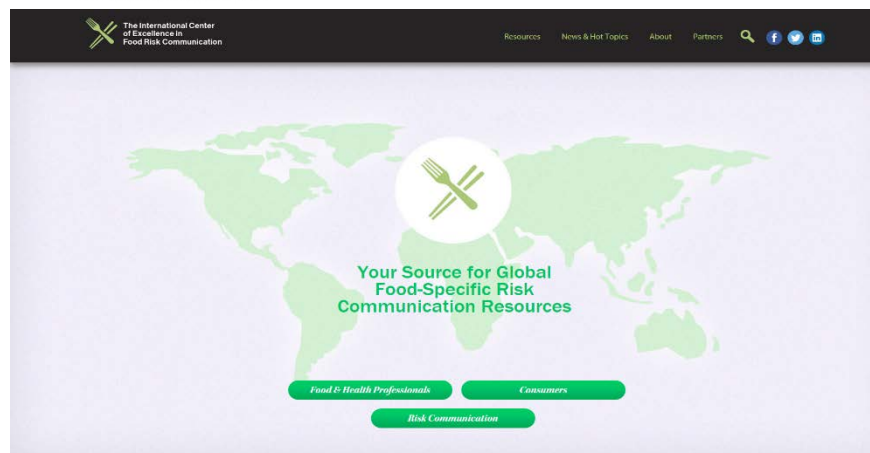 The International Center
of Excellence In
Food Risk Communication
Resources
News & Hot Topics
About
Partners
Your Source for Global
Food-Specific Risk
Communication Resources
Food & Health Professionals
Consumers
Risk Communication